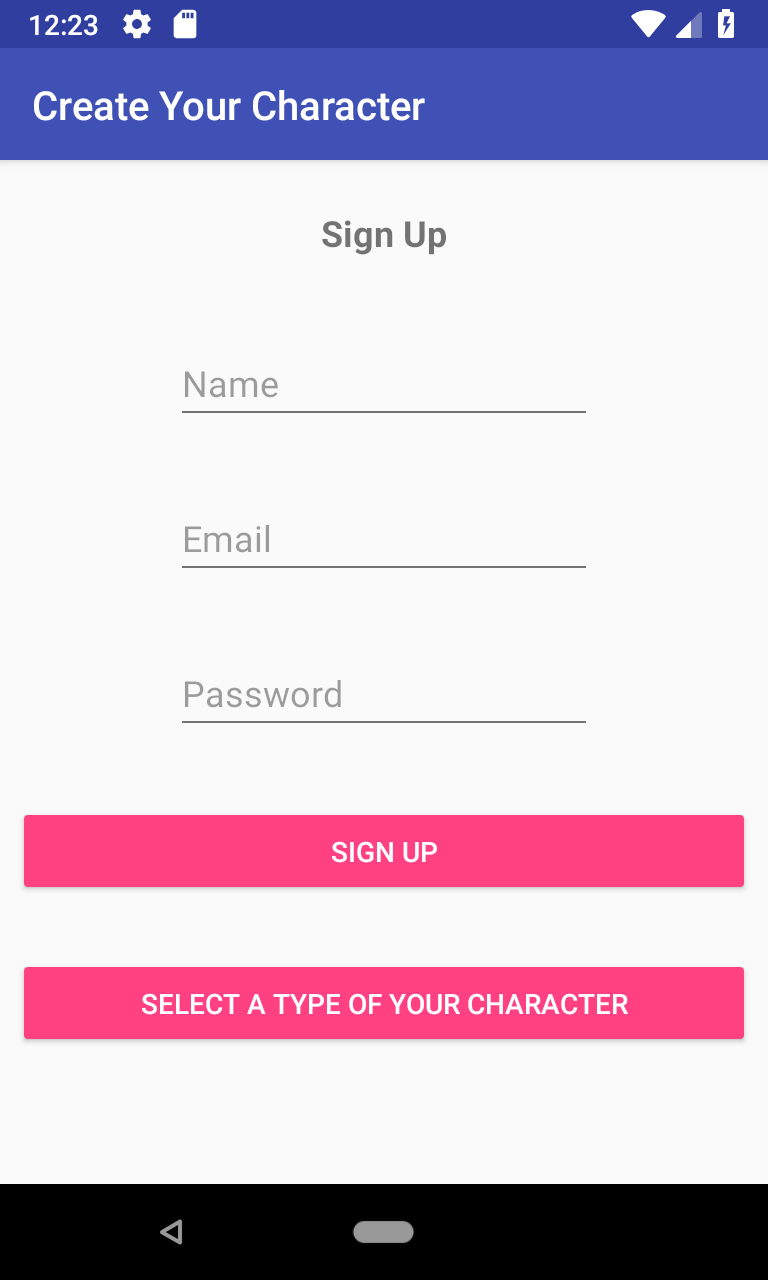 12:23
Create Your Character
Sign Up
Name
Email
Password
SIGN UP
SELECT A TYPE OF YOUR CHARACTER